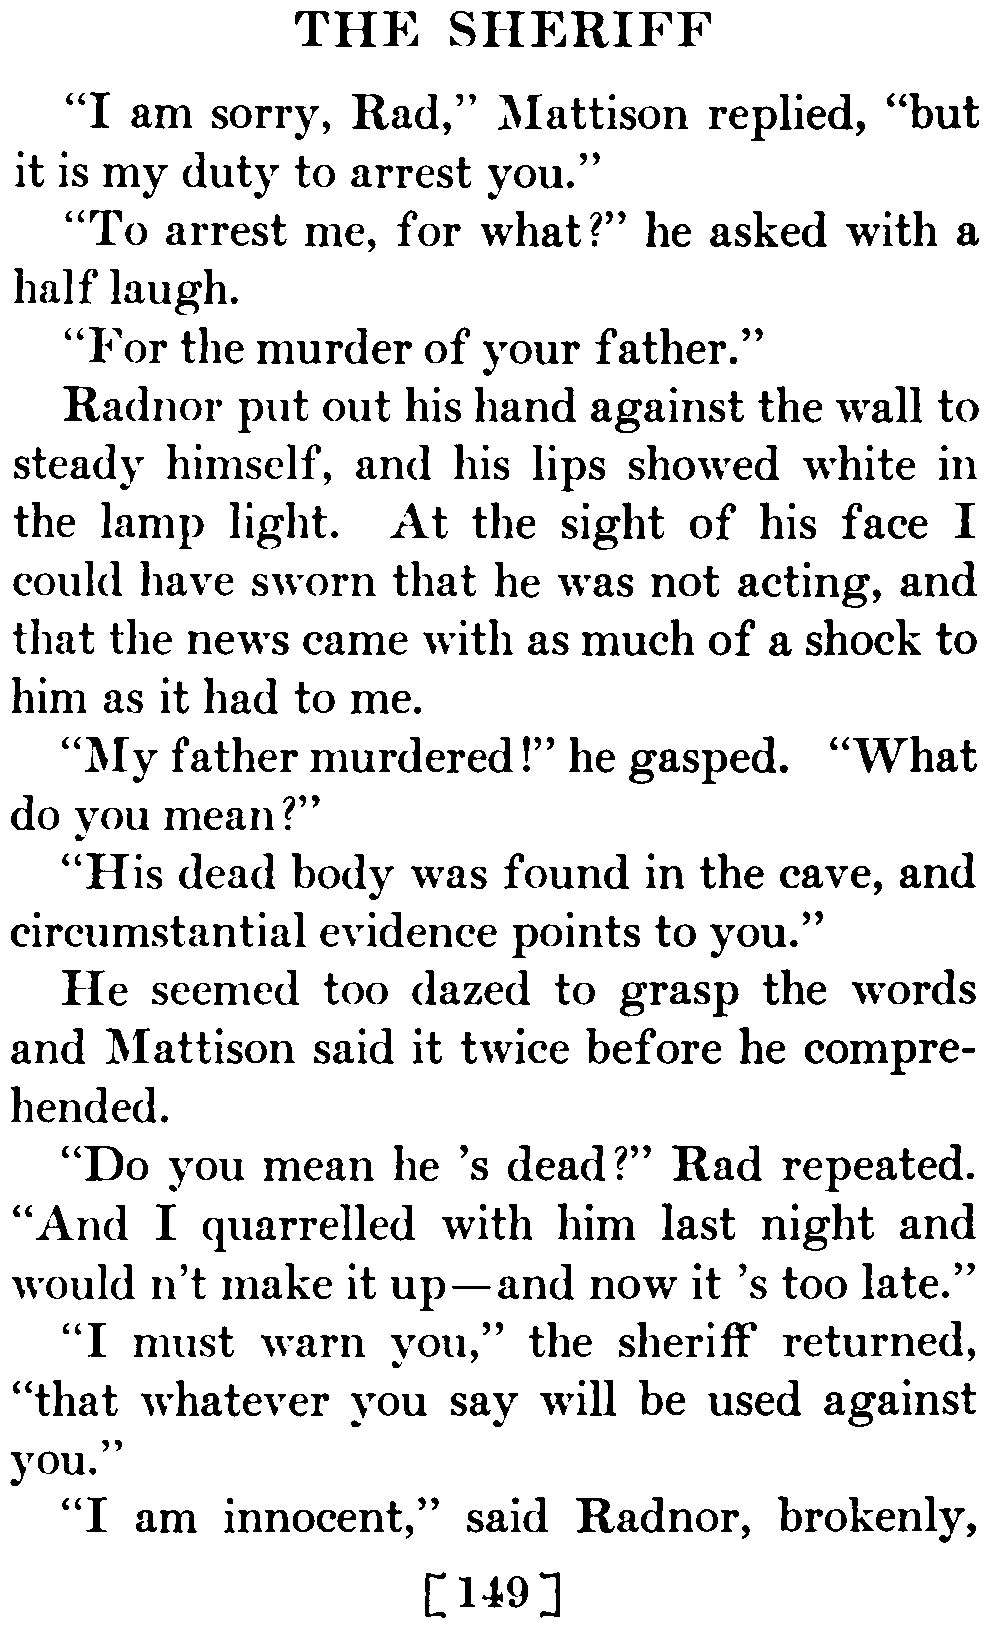 THE SHERIFF
“I am sorry, Rad,” Mattison replied, “but
it is my duty to arrest you.”
“To arrest me, for what?” he asked with a
half laugh.
“For the murder of your father.”
Radnor put out his hand against the wall to
steady himself, and his lips showed white in
the lamp light. At the sight of his face I
could have sworn that he was not acting, and
that the news came with as much of a shock to
him as it had to me.
“My father murdered!” he gasped. “What
do you mean?”
“His dead body was found in the cave, and
circumstantial evidence points to you.”
He seemed too dazed to grasp the words
and Mattison said it twice before he compre-
hended.
“Do you mean he ’s dead?” Rad repeated.
“And I quarrelled with him last night and
would n’t make it up—and now it ’s too late.”
“I must warn you,” the sheriff returned,
“that whatever you say will be used against
you.”
“I am innocent,” said Radnor, brokenly,
[149]